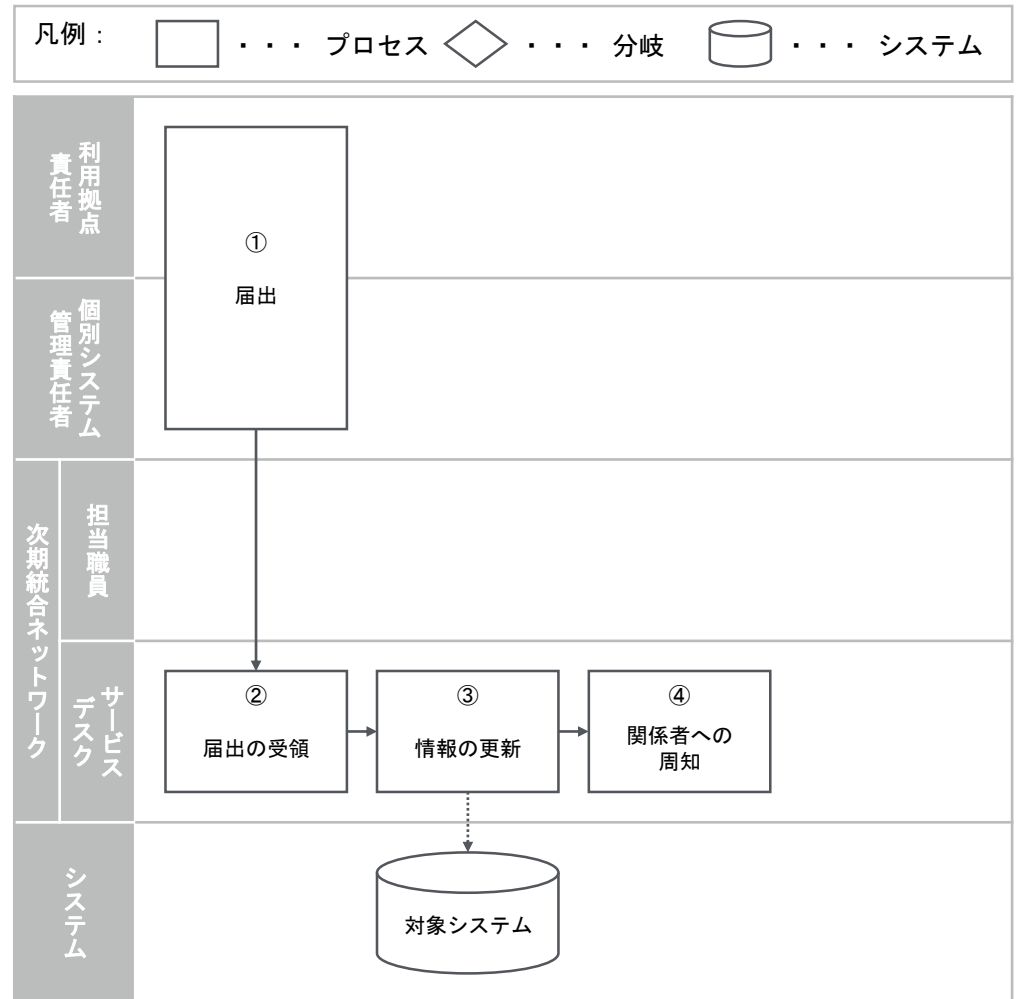 凡例：
・・・ プロセス
・・・ 分岐
・・・ システム
利用拠点
責任者
①
届出
個別システム
管理責任者
次期統合ネットワーク
担当職員
サービス
デスク
②
届出の受領
③
情報の更新
④
関係者への
周知
システム
対象システム